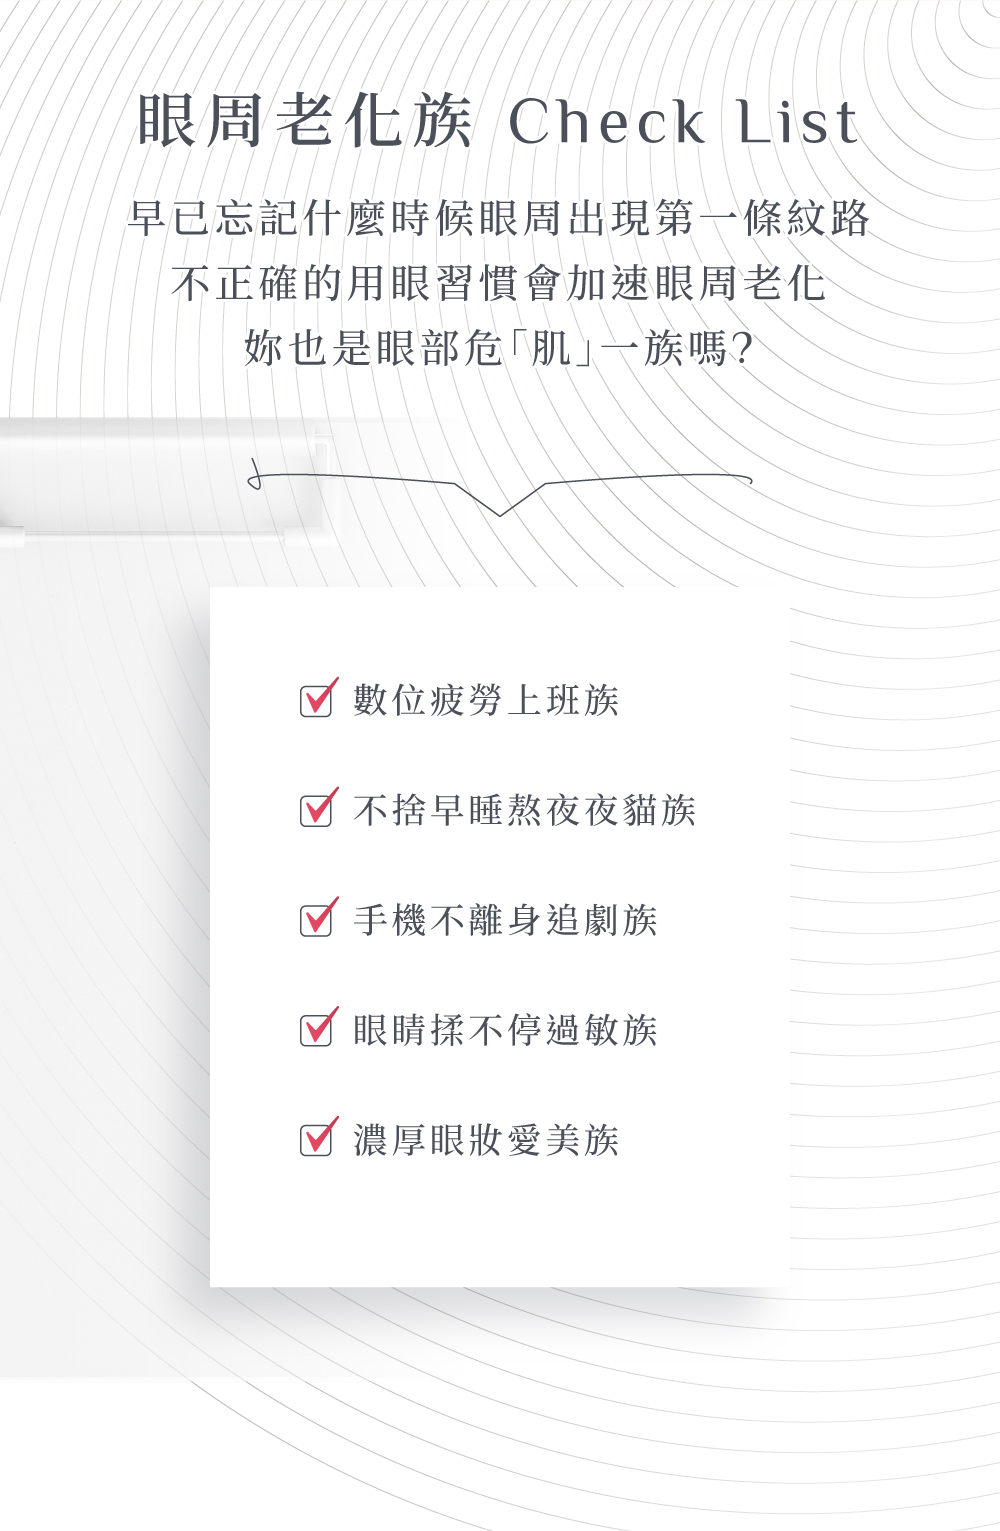 眼周老化族 Check List
早已忘記什麼時候眼周出現第一條紋路
不正確的用眼習慣會加速眼周老化
妳也是眼部危「肌」一族嗎？
數位疲勞上班族
不捨早睡熬夜夜貓族
手機不離身追劇族
眼睛揉不停過敏族
濃厚眼妝愛美族